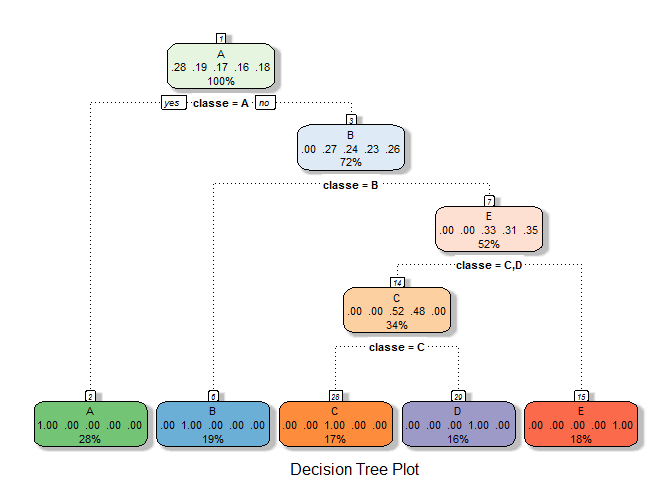 1
A
.28 .19 .17 .16 .18
100%
yes classe = A no
3
B
.00 .27 .24 .23 .26
72%
classe = B
7
E
.00 .00 .33 .31 .35
52%
classe = C,D
14
C
.00 .00 .52 .48 .00
34%
classe = C
2
A
1.00 .00 .00 .00 .00
28%
6
B
.00 1.00 .00 .00 .00
19%
28
C
.00 .00 1.00 .00 .00
17%
29
D
.00 .00 .00 1.00 .00
16%
15
E
.00 .00 .00 .00 1.00
18%
Decision Tree Plot